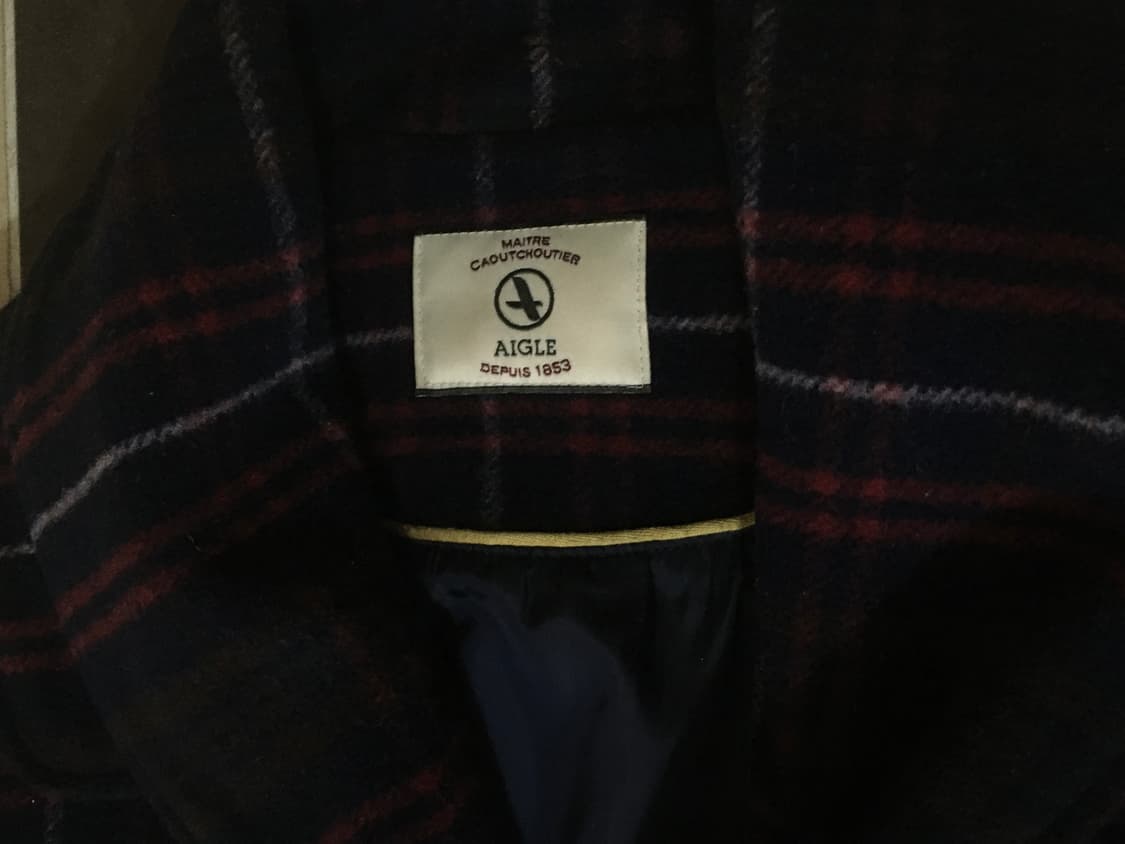 MAITRE
CAOUTCHOUTIER
AIGLE
DEPUIS 1853